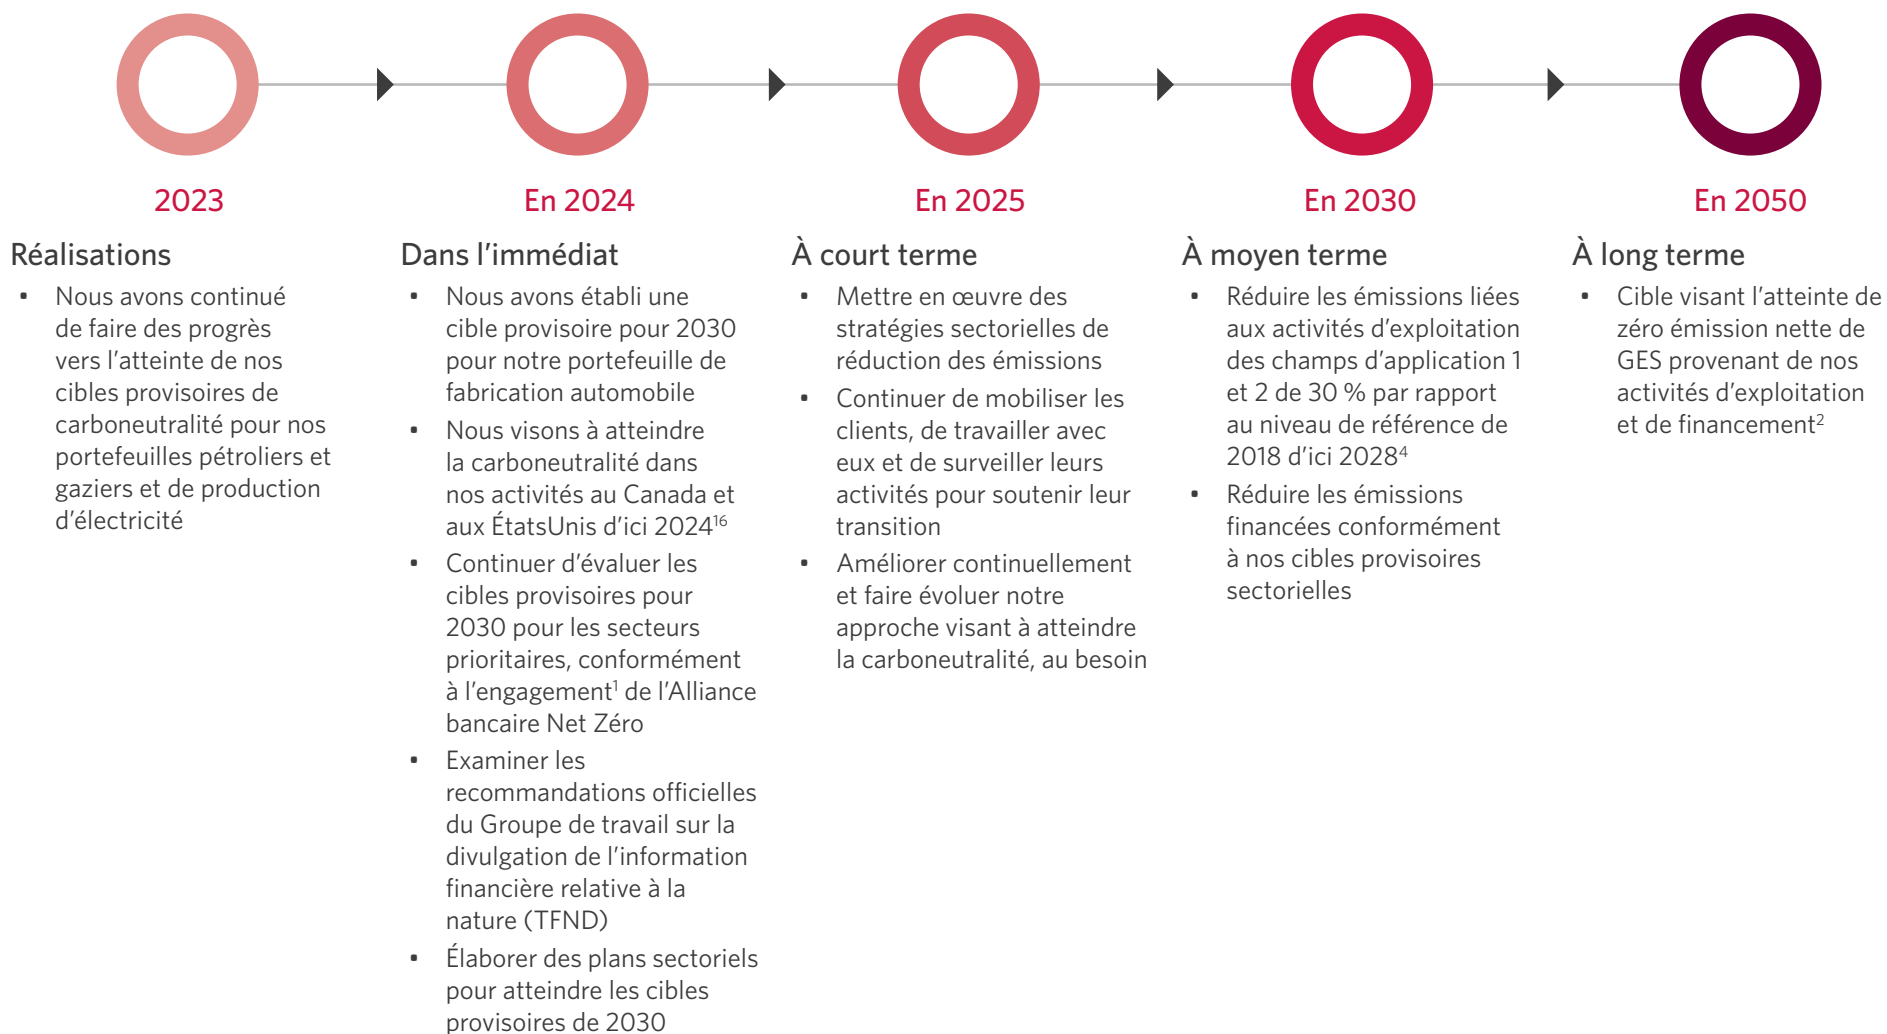 2023
Réalisations
• Nous avons continué
de faire des progrès
vers l'atteinte de nos
cibles provisoires de
carboneutralité pour nos
portefeuilles pétroliers et
gaziers et de production
d'électricité
En 2024
Dans l'immédiat
• Nous avons établi une
cible provisoire pour 2030
pour notre portefeuille de
fabrication automobile
• Nous visons à atteindre
la carboneutralité dans
nos activités au Canada et
aux ÉtatsUnis d'ici 2024¹⁶
• Continuer d'évaluer les
cibles provisoires pour
2030 pour les secteurs
prioritaires, conformément
à l'engagement¹ de l'Alliance
bancaire Net Zéro
• Examiner les
recommandations officielles
du Groupe de travail sur la
divulgation de l'information
financière relative à la
nature (TFND)
• Élaborer des plans sectoriels
pour atteindre les cibles
provisoires de 2030
En 2025
À court terme
• Mettre en œuvre des
stratégies sectorielles de
réduction des émissions
• Continuer de mobiliser les
clients, de travailler avec
eux et de surveiller leurs
activités pour soutenir leur
transition
• Améliorer continuellement
et faire évoluer notre
approche visant à atteindre
la carboneutralité, au besoin
En 2030
À moyen terme
• Réduire les émissions liées
aux activités d'exploitation
des champs d'application 1
et 2 de 30 % par rapport
au niveau de référence de
2018 d'ici 2028⁴
• Réduire les émissions
financées conformément
à nos cibles provisoires
sectorielles
En 2050
À long terme
• Cible visant l'atteinte de
zéro émission nette de
GES provenant de nos
activités d'exploitation
et de financement²